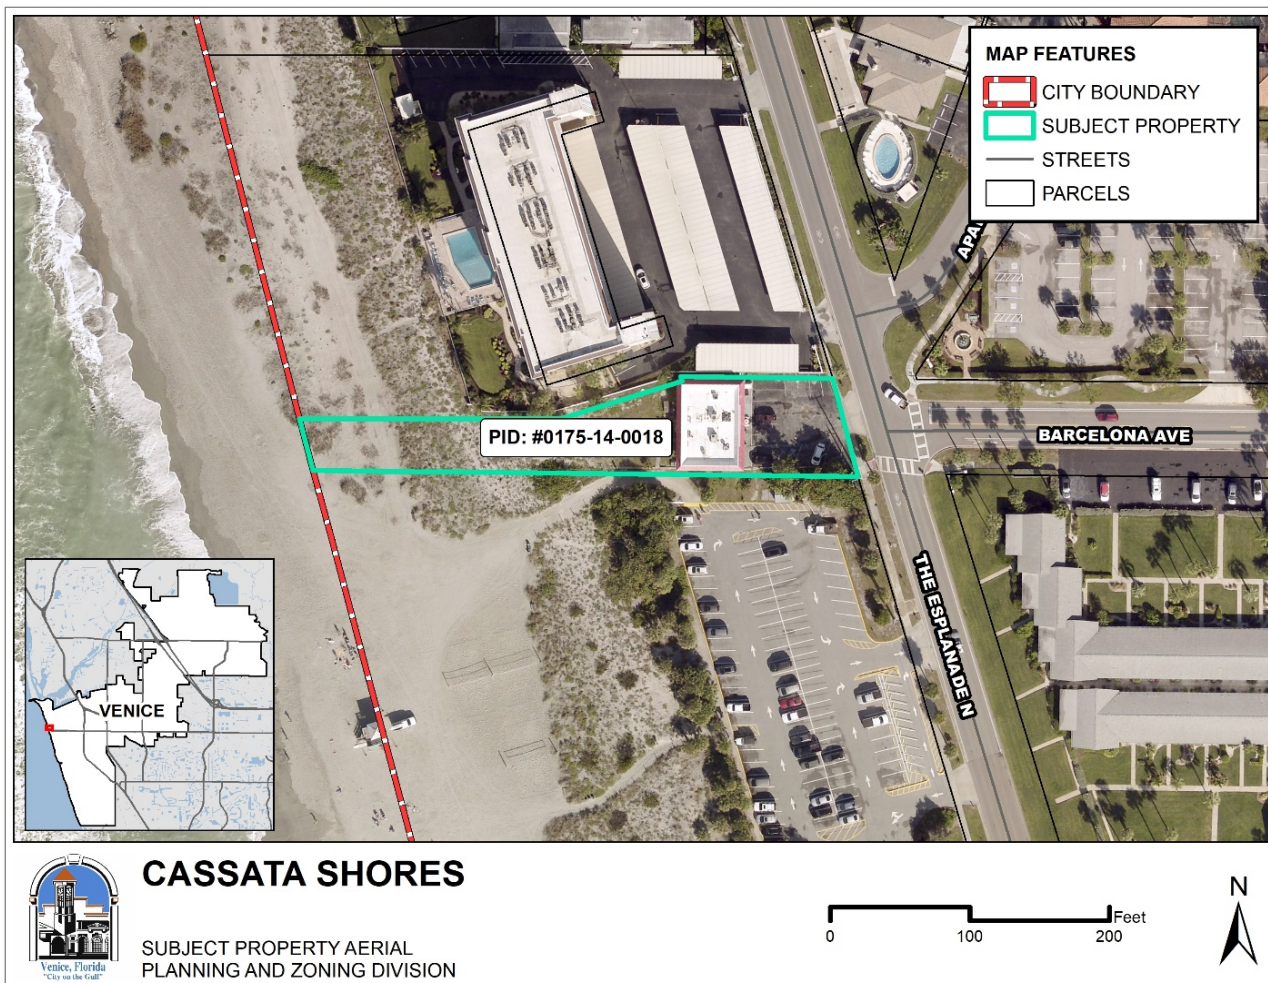 MAP FEATURES
CITY BOUNDARY
SUBJECT PROPERTY
STREETS
PARCELS
PID: #0175-14-0018
BARCELONA AVE
THE ESPLANADE N
VENICE
CASSATA SHORES
SUBJECT PROPERTY AERIAL
PLANNING AND ZONING DIVISION
Venice, Florida
"City on the Gulf"
Feet
0 100 200
N